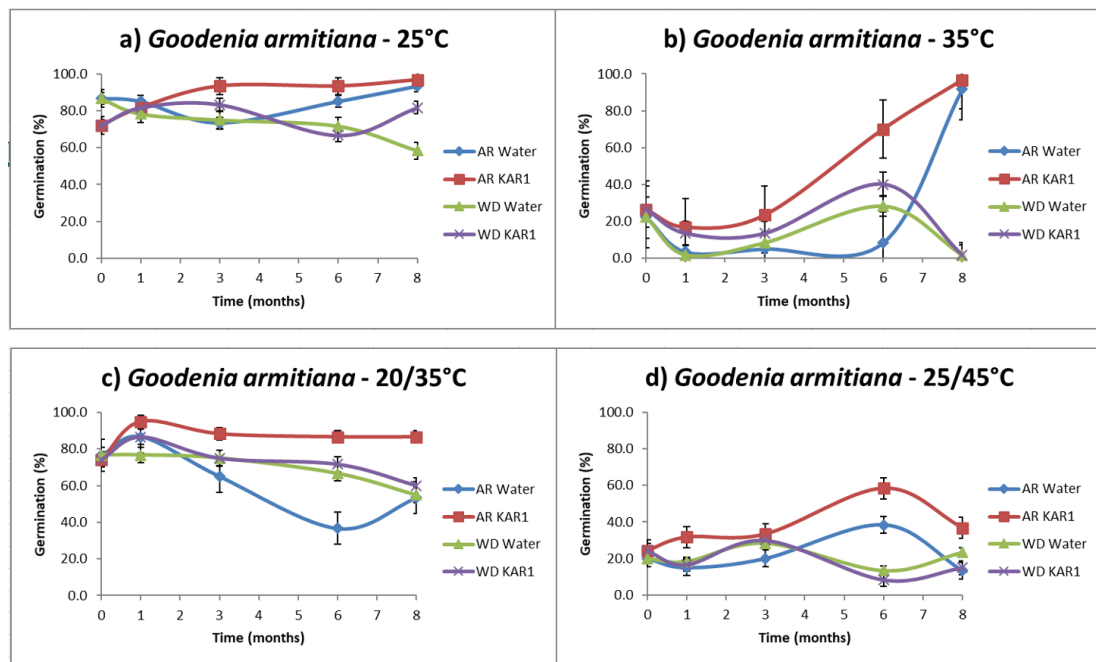 a) Goodenia armitiana - 25°C
100.0
80.0
60.0
40.0
20.0
0.0
Germination (%)
0 1 2 3 4 5 6 7 8
Time (months)
AR Water
AR KAR1
WD Water
WD KAR1
b) Goodenia armitiana - 35°C
100.0
80.0
60.0
40.0
20.0
0.0
Germination (%)
0 1 2 3 4 5 6 7 8
Time (months)
AR Water
AR KAR1
WD Water
WD KAR1
c) Goodenia armitiana - 20/35°C
100.0
80.0
60.0
40.0
20.0
0.0
Germination (%)
0 1 2 3 4 5 6 7 8
Time (months)
AR Water
AR KAR1
WD Water
WD KAR1
d) Goodenia armitiana - 25/45°C
100.0
80.0
60.0
40.0
20.0
0.0
Germination (%)
0 1 2 3 4 5 6 7 8
Time (months)
AR Water
AR KAR1
WD Water
WD KAR1